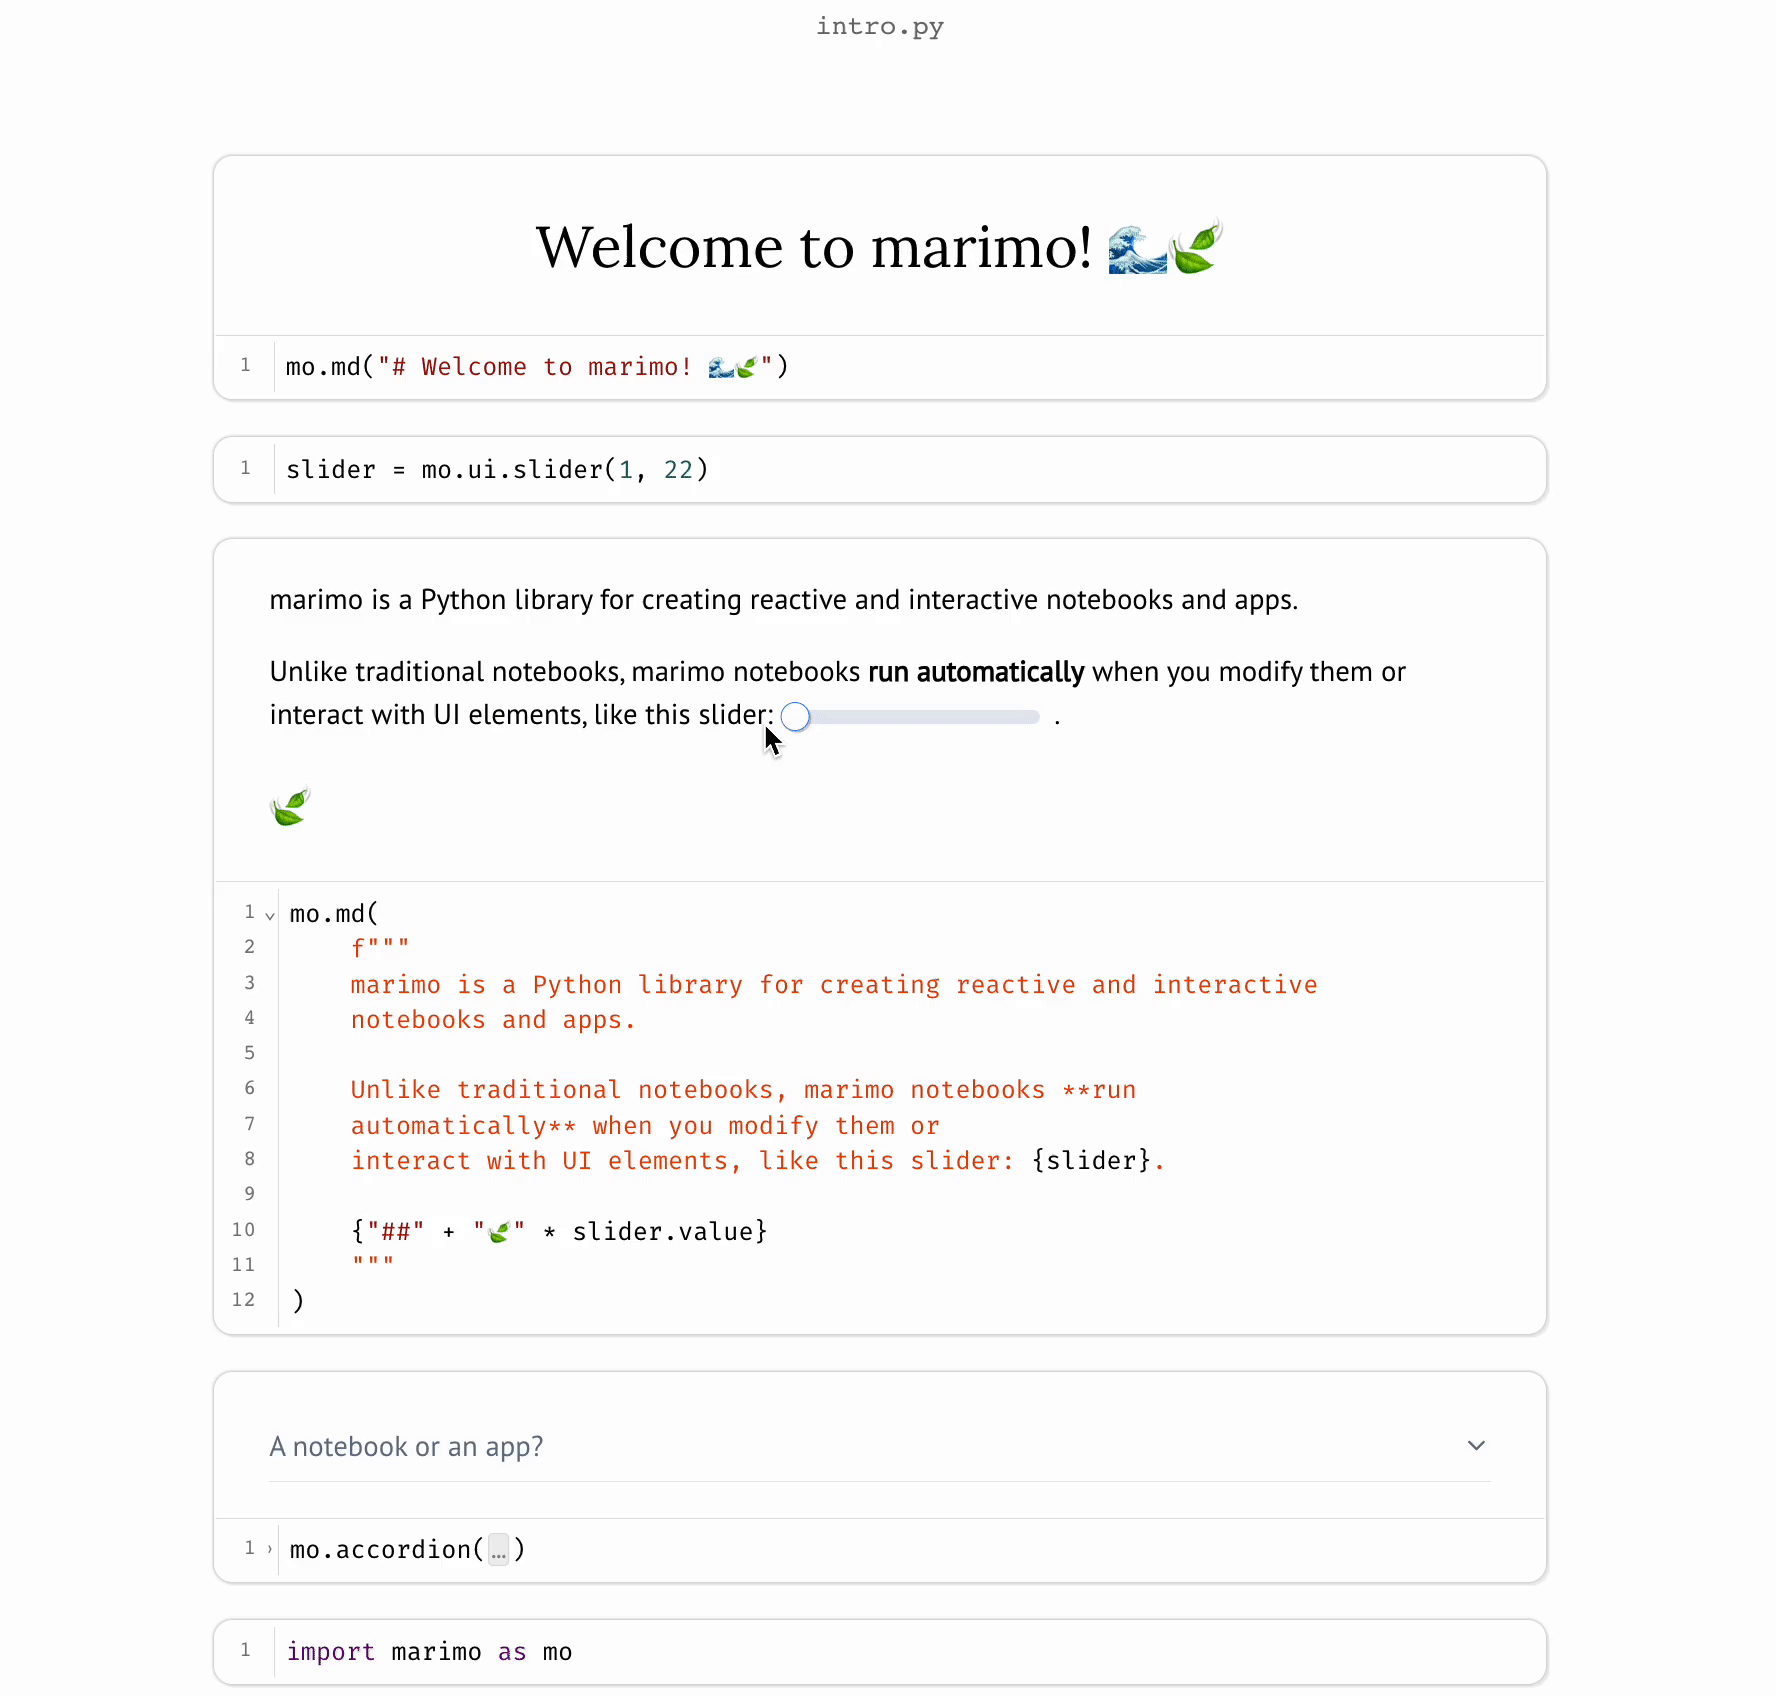 intro.py
Welcome to marimo! 🌊🍃
1 mo.md("# Welcome to marimo! 🌊🍃")
1 slider = mo.ui.slider(1, 22)
marimo is a Python library for creating reactive and interactive notebooks and apps.
Unlike traditional notebooks, marimo notebooks run automatically when you modify them or
interact with UI elements, like this slider: .
🍃
1 mo.md(
2 f"""
3 marimo is a Python library for creating reactive and interactive
4 notebooks and apps.
5
6 Unlike traditional notebooks, marimo notebooks **run
7 automatically** when you modify them or
8 interact with UI elements, like this slider: {slider}.
9
10 {"##" + "🍃" * slider.value}
11 """
12 )
A notebook or an app?
1 mo.accordion(…)
1 import marimo as mo